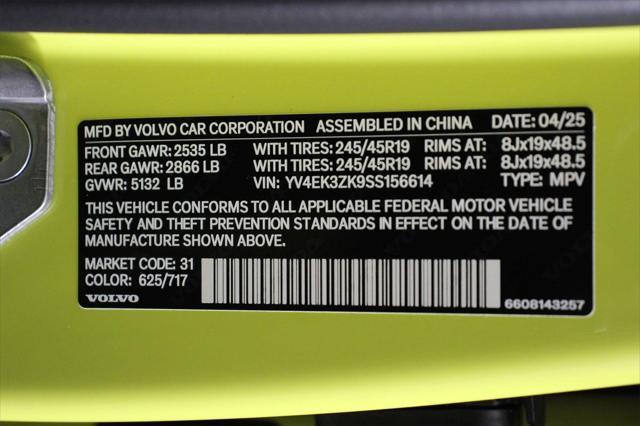 MFD BY VOLVO CAR CORPORATION ASSEMBLED IN CHINA DATE: 04/25
FRONT GAWR: 2535 LB WITH TIRES: 245/45R19 RIMS AT: 8Jx19x48.5
REAR GAWR: 2866 LB WITH TIRES: 245/45R19 RIMS AT: 8Jx19x48.5
GVWR: 5132 LB VIN: YV4EK3ZK9SS156614 TYPE: MPV
THIS VEHICLE CONFORMS TO ALL APPLICABLE FEDERAL MOTOR VEHICLE
SAFETY AND THEFT PREVENTION STANDARDS IN EFFECT ON THE DATE OF
MANUFACTURE SHOWN ABOVE.
MARKET CODE: 31
COLOR: 625/717
VOLVO 6608143257